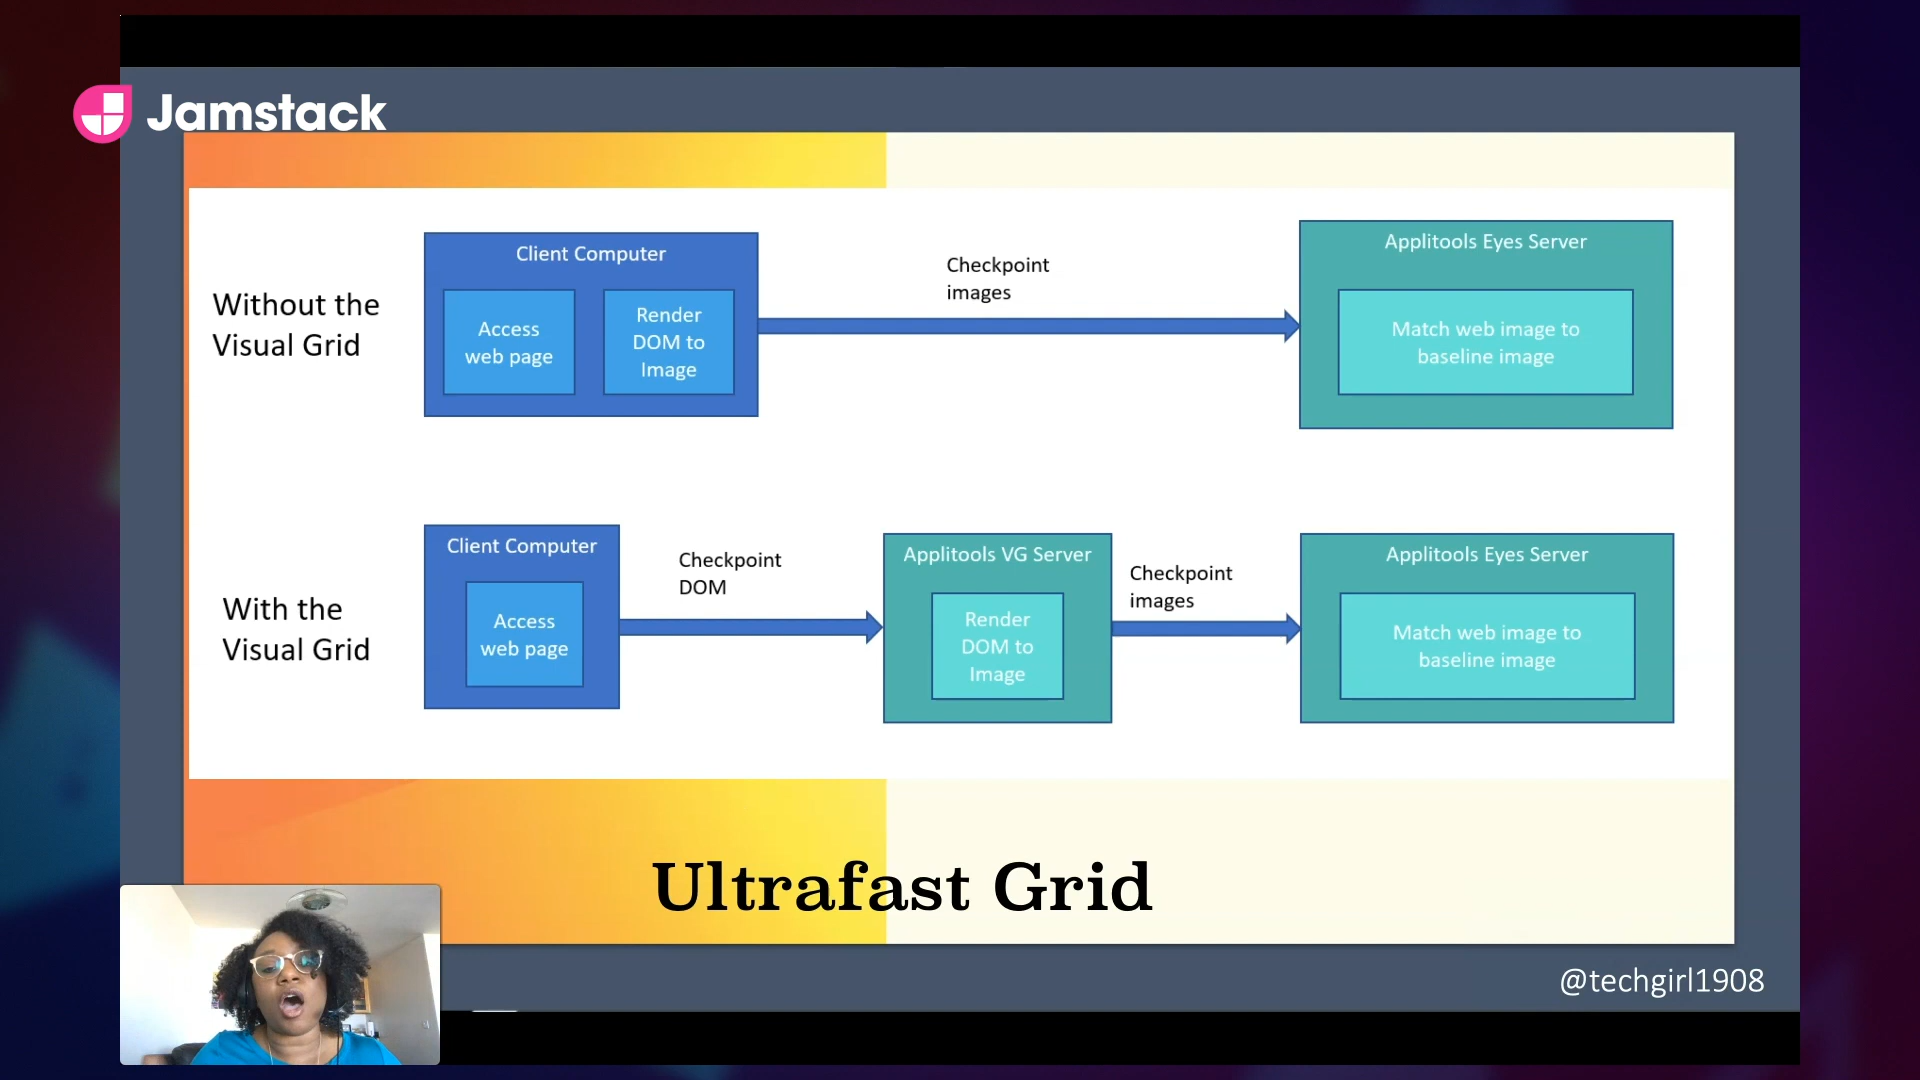 Jamstack
Without the
Visual Grid
Client Computer
Access
web page
Render
DOM to
Image
Checkpoint
images
Applitools Eyes Server
Match web image to
baseline image
With the
Visual Grid
Client Computer
Access
web page
Checkpoint
DOM
Applitools VG Server
Render
DOM to
Image
Checkpoint
images
Applitools Eyes Server
Match web image to
baseline image
Ultrafast Grid
@techgirl1908